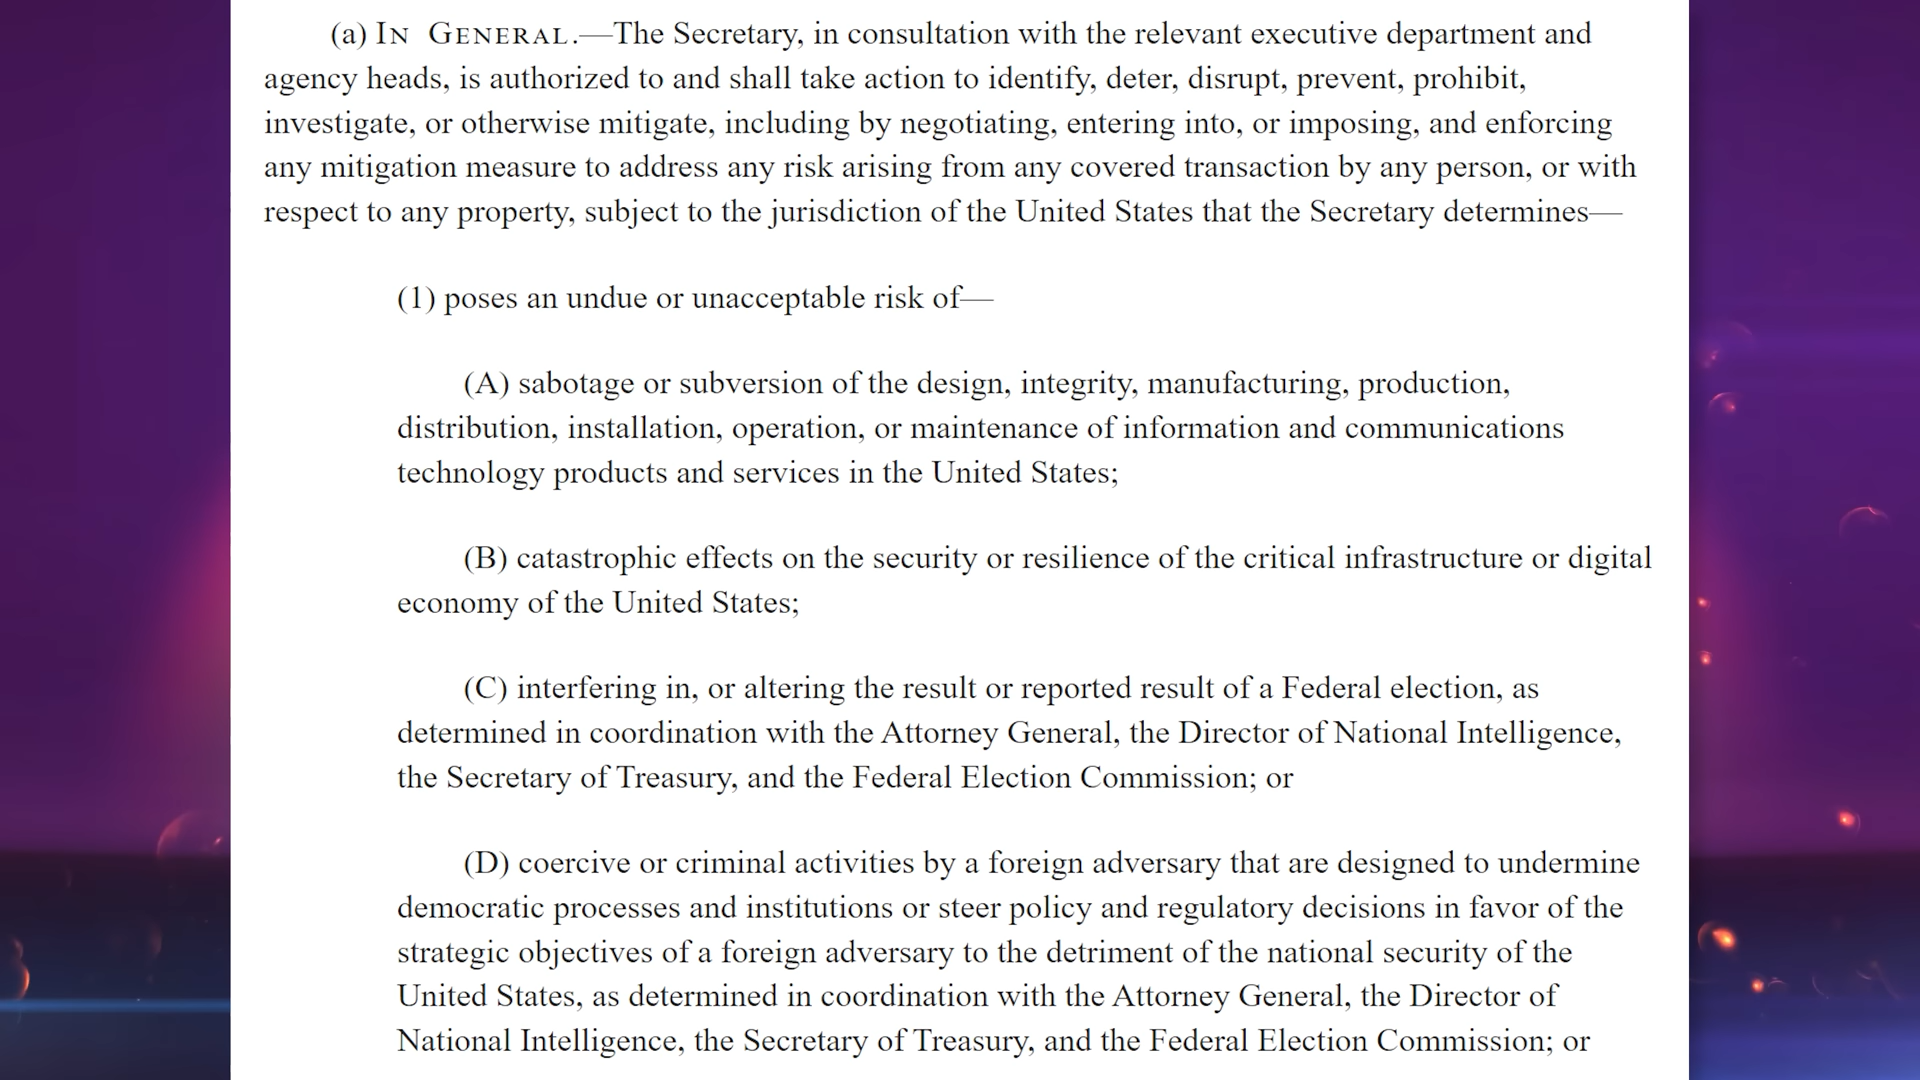 (a) IN GENERAL.—The Secretary, in consultation with the relevant executive department and
agency heads, is authorized to and shall take action to identify, deter, disrupt, prevent, prohibit,
investigate, or otherwise mitigate, including by negotiating, entering into, or imposing, and enforcing
any mitigation measure to address any risk arising from any covered transaction by any person, or with
respect to any property, subject to the jurisdiction of the United States that the Secretary determines—
(1) poses an undue or unacceptable risk of—
(A) sabotage or subversion of the design, integrity, manufacturing, production,
distribution, installation, operation, or maintenance of information and communications
technology products and services in the United States;
(B) catastrophic effects on the security or resilience of the critical infrastructure or digital
economy of the United States;
(C) interfering in, or altering the result or reported result of a Federal election, as
determined in coordination with the Attorney General, the Director of National Intelligence,
the Secretary of Treasury, and the Federal Election Commission; or
(D) coercive or criminal activities by a foreign adversary that are designed to undermine
democratic processes and institutions or steer policy and regulatory decisions in favor of the
strategic objectives of a foreign adversary to the detriment of the national security of the
United States, as determined in coordination with the Attorney General, the Director of
National Intelligence, the Secretary of Treasury, and the Federal Election Commission; or